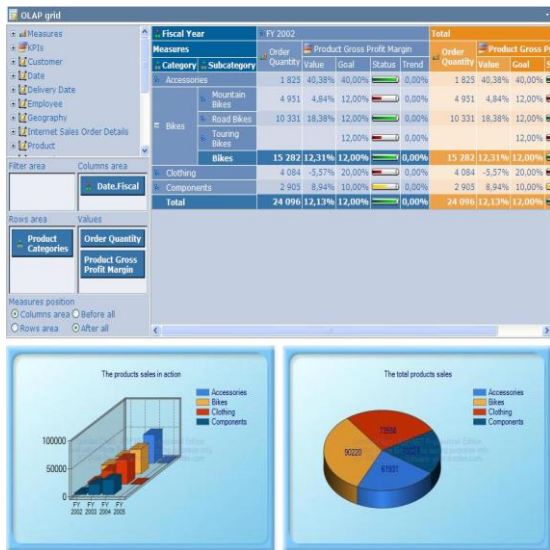 OLAP grid
Measures
KPIs
Customer
Date
Delivery Date
Employee
Geography
Internet Sales Order Details
Product
Filter area
Columns area
Date.Fiscal
Rows area
Values
Product Categories
Order Quantity
Product Gross Profit Margin
Measures position
Columns area Before all
Rows area After all
Fiscal Year FY 2002 Total
Measures Order Quantity Product Gross Profit Margin Order Quantity Product Gross P
Category Subcategory Value Goal Status Trend Value Goal S
Accessories 1 825 40,38% 40,00% 0,00% 1 825 40,38% 40,00%
Bikes Mountain Bikes 4 951 4,84% 12,00% 0,00% 4 951 4,84% 12,00%
Road Bikes 10 331 18,38% 12,00% 0,00% 10 331 18,38% 12,00%
Touring Bikes 12,00% 0,00% 12,00%
Bikes 15 282 12,31% 12,00% 0,00% 15 282 12,31% 12,00%
Clothing 4 084 -5,57% 20,00% 0,00% 4 084 -5,57% 20,00%
Components 2 905 8,94% 10,00% 0,00% 2 905 8,94% 10,00%
Total 24 096 12,13% 12,00% 0,00% 24 096 12,13% 12,00%
The products sales in action
Accessories
Bikes
Clothing
Components
100000
50000
0
FY 2002
FY 2003
FY 2004
FY 2005
The total products sales
Accessories
Bikes
Clothing
Components
90220
61931